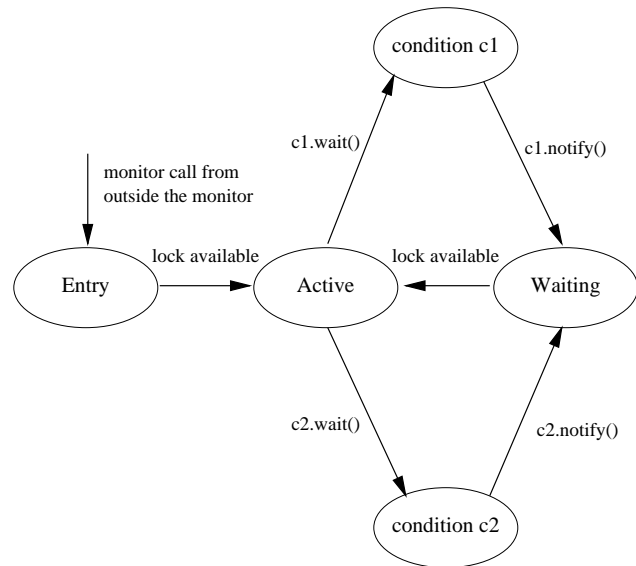 condition c1
c1.wait()
c1.notify()
monitor call from
outside the monitor
lock available
lock available
Entry
Active
Waiting
c2.wait()
c2.notify()
condition c2